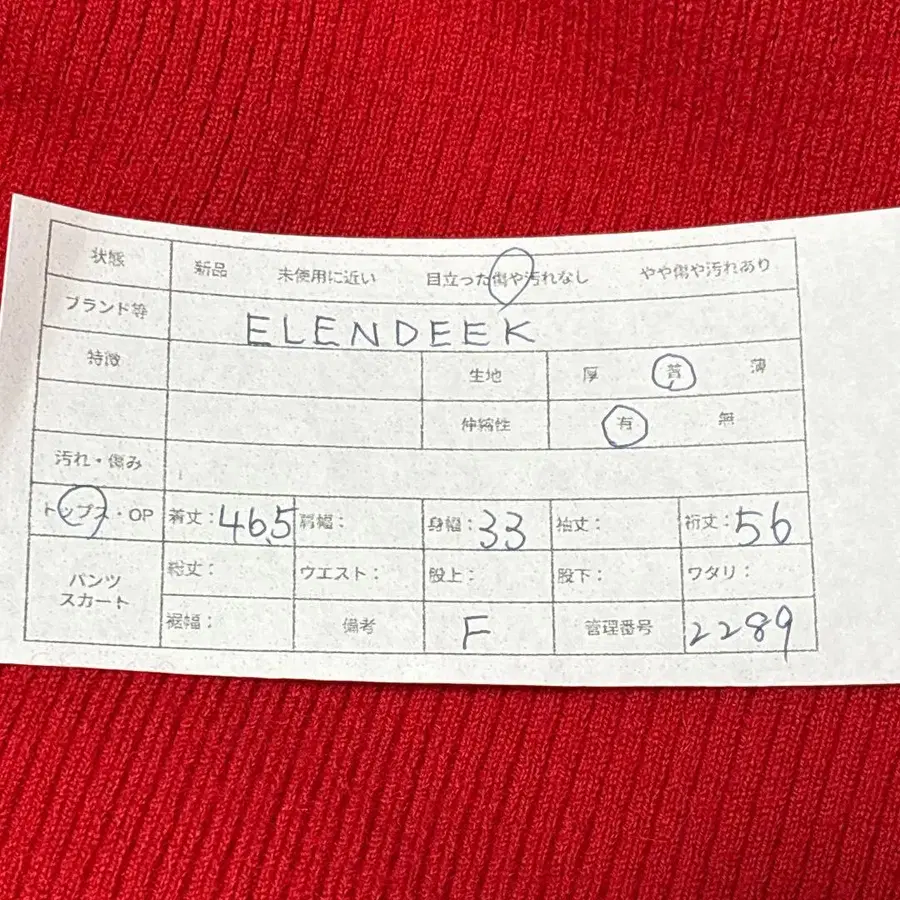 状態 新品 未使用に近い 目立った傷や汚れなし やや傷や汚れあり
ブランド等 ELENDEEK
特徴 生地 厚 普 薄
伸縮性 有 無
汚れ・傷み
トップス・OP 着丈：46.5 肩幅： 身幅：33 袖丈： 裄丈：56
パンツ スカート 総丈： ウエスト： 股上： 股下： ワタリ：
裾幅： 備考 F 管理番号 2289